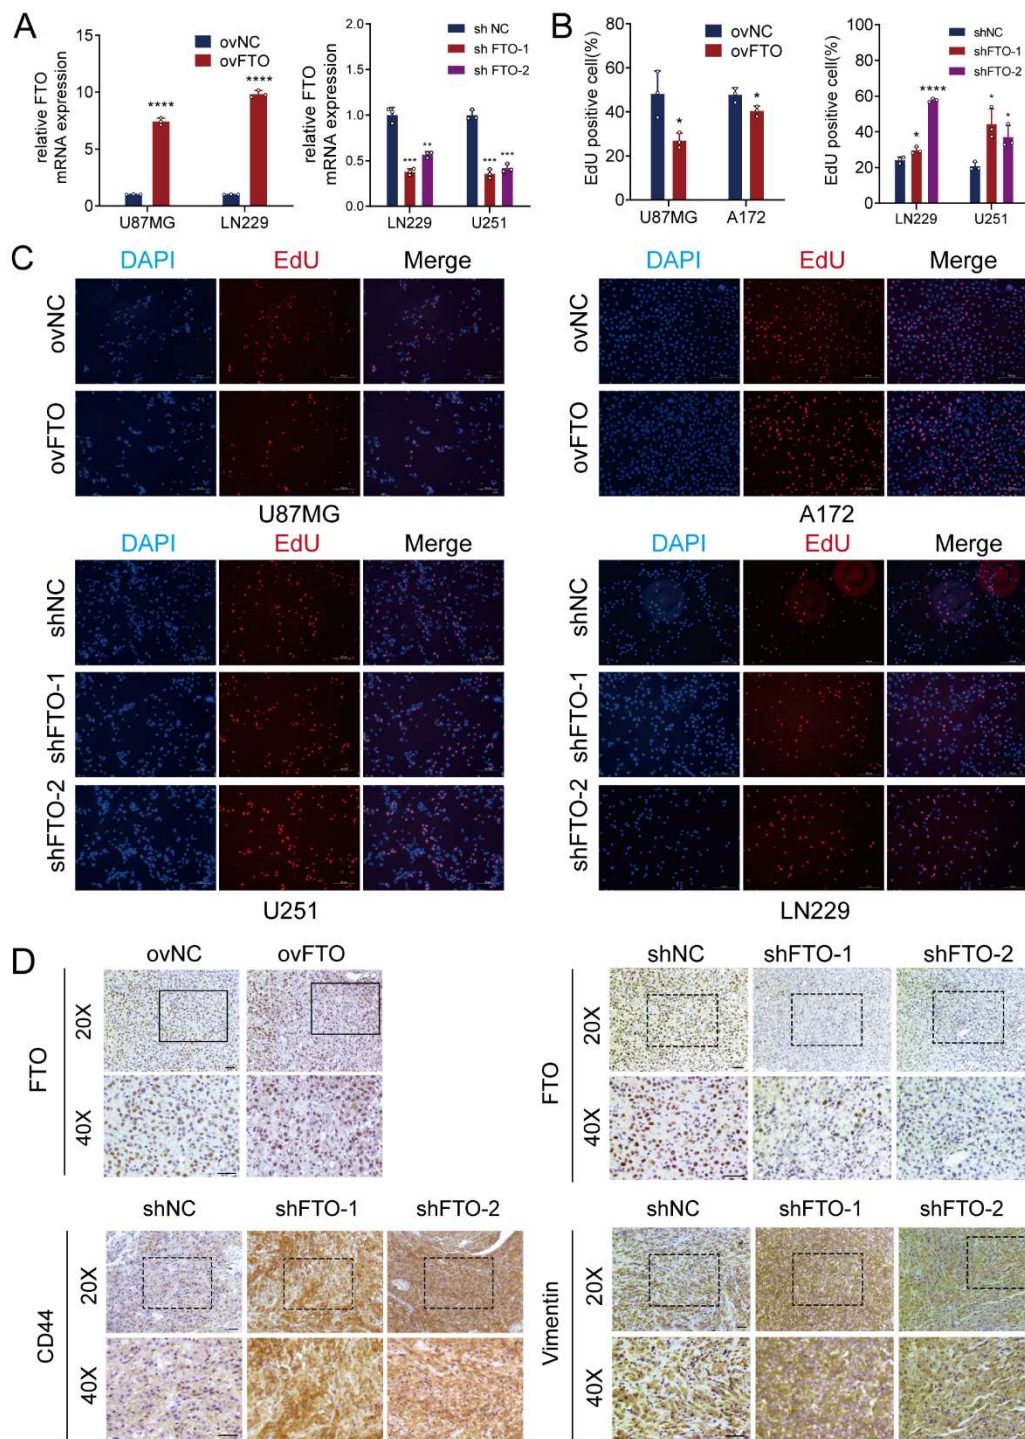 A
relative FTO
mRNA expression
15
10
5
0
ovNC
ovFTO
****
****
U87MG
LN229
relative FTO
mRNA expression
2.0
1.5
1.0
0.5
0.0
sh NC
sh FTO-1
sh FTO-2
***
**
***
***
LN229
U251
B
EdU positive cell(%)
80
60
40
20
0
ovNC
ovFTO
*
*
U87MG
A172
EdU positive cell(%)
100
80
60
40
20
0
shNC
shFTO-1
shFTO-2
*
****
*
*
LN229
U251
C
DAPI EdU Merge
ovNC
ovFTO
U87MG
DAPI EdU Merge
ovNC
ovFTO
A172
DAPI EdU Merge
shNC
shFTO-1
shFTO-2
U251
DAPI EdU Merge
shNC
shFTO-1
shFTO-2
LN229
D
ovNC ovFTO
FTO
20X
40X
shNC shFTO-1 shFTO-2
FTO
20X
40X
shNC shFTO-1 shFTO-2
CD44
20X
40X
shNC shFTO-1 shFTO-2
Vimentin
20X
40X